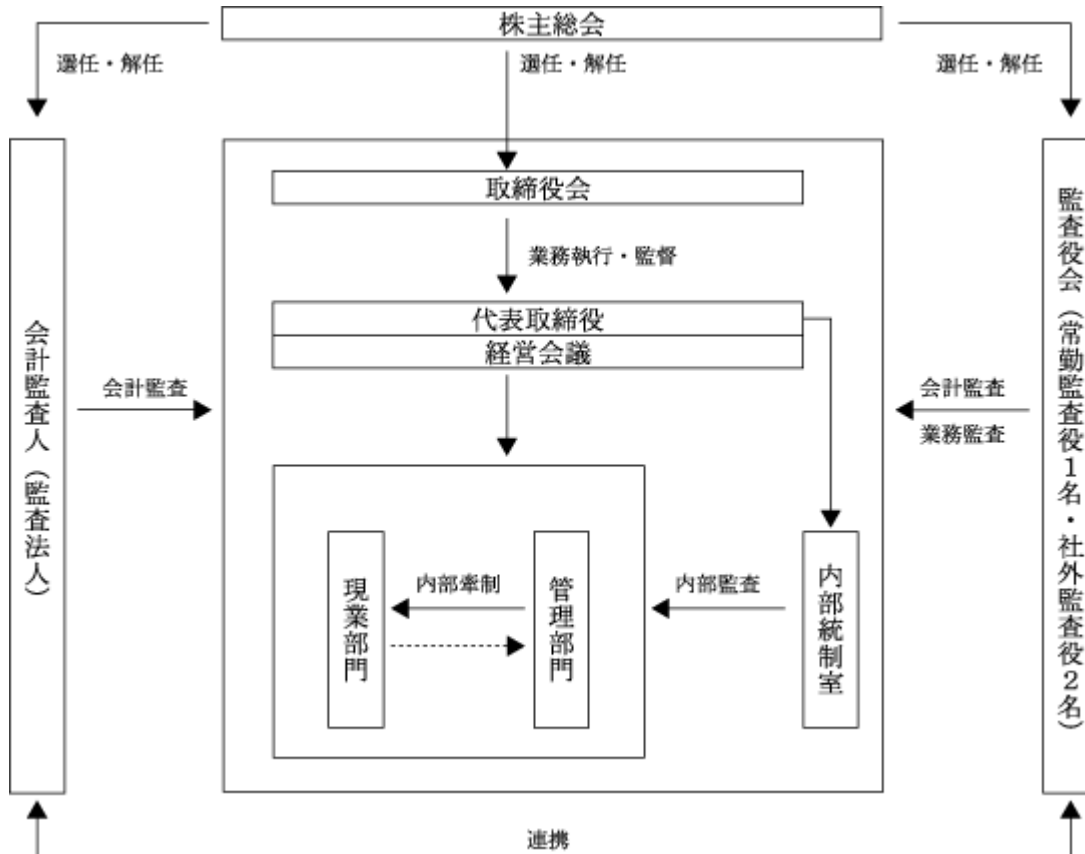 株主総会
選任・解任
選任・解任
選任・解任
取締役会
業務執行・監督
代表取締役
経営会議
会計監査人（監査法人）
会計監査
会計監査
業務監査
監査役会（常勤監査役1名・社外監査役2名）
現業部門
内部牽制
管理部門
内部監査
内部統制室
連携